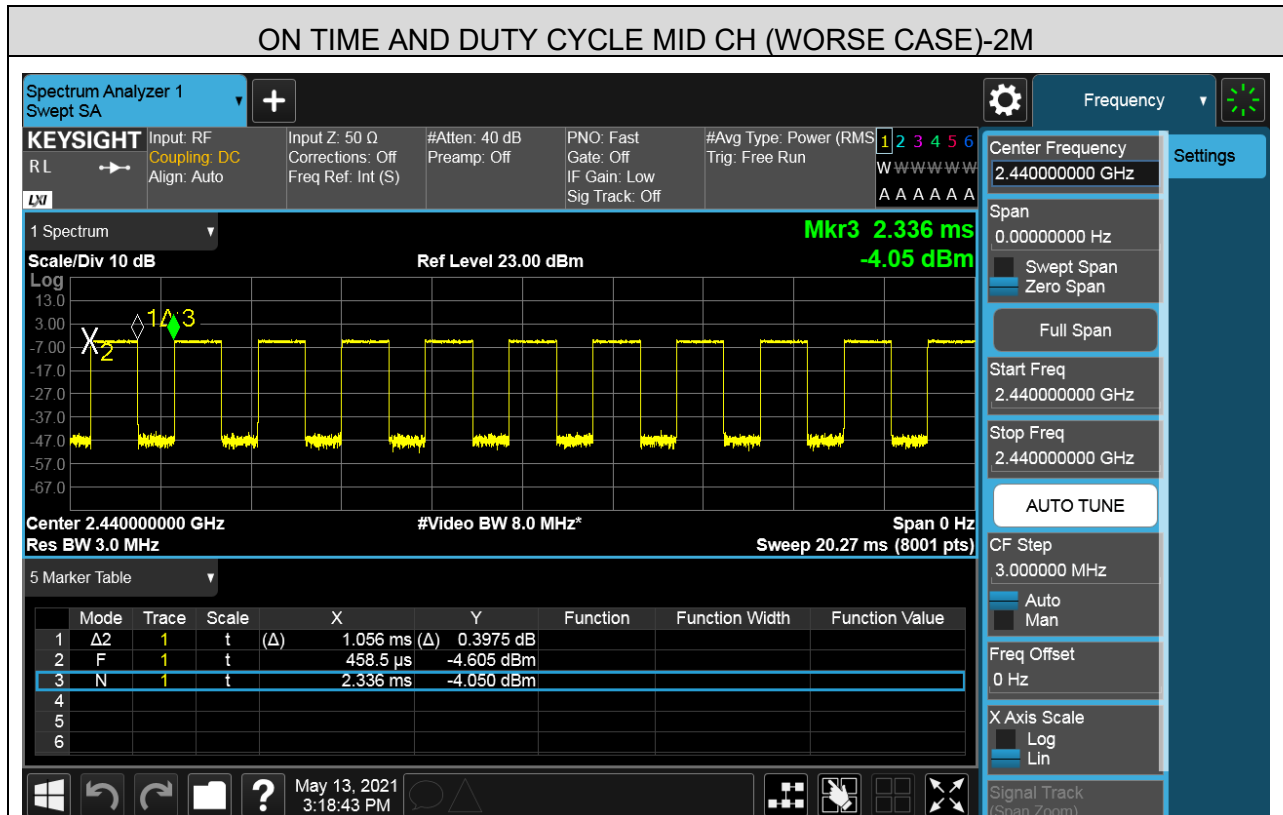 ON TIME AND DUTY CYCLE MID CH (WORSE CASE)-2M
Spectrum Analyzer 1
Swept SA
+
Frequency
KEYSIGHT
RL
LXI
Input: RF
Coupling: DC
Align: Auto
Input Z: 50 Ω
Corrections: Off
Freq Ref: Int (S)
#Atten: 40 dB
Preamp: Off
PNO: Fast
Gate: Off
IF Gain: Low
Sig Track: Off
#Avg Type: Power (RMS
Trig: Free Run
1 2 3 4 5 6
W W W W W W
A A A A A A
1 Spectrum
Mkr3 2.336 ms
Scale/Div 10 dB Ref Level 23.00 dBm -4.05 dBm
Log
13.0
3.00
-7.00
-17.0
-27.0
-37.0
-47.0
-57.0
-67.0
X2 1Δ 3
Center 2.440000000 GHz #Video BW 8.0 MHz* Span 0 Hz
Res BW 3.0 MHz Sweep 20.27 ms (8001 pts)
5 Marker Table
Mode Trace Scale X Y Function Function Width Function Value
1 Δ2 1 t (Δ) 1.056 ms (Δ) 0.3975 dB
2 F 1 t 458.5 µs -4.605 dBm
3 N 1 t 2.336 ms -4.050 dBm
4
5
6
?
May 13, 2021
3:18:43 PM
Center Frequency
2.440000000 GHz
Settings
Span
0.00000000 Hz
Swept Span
Zero Span
Full Span
Start Freq
2.440000000 GHz
Stop Freq
2.440000000 GHz
AUTO TUNE
CF Step
3.000000 MHz
Auto
Man
Freq Offset
0 Hz
X Axis Scale
Log
Lin
Signal Track
(Span Zoom)